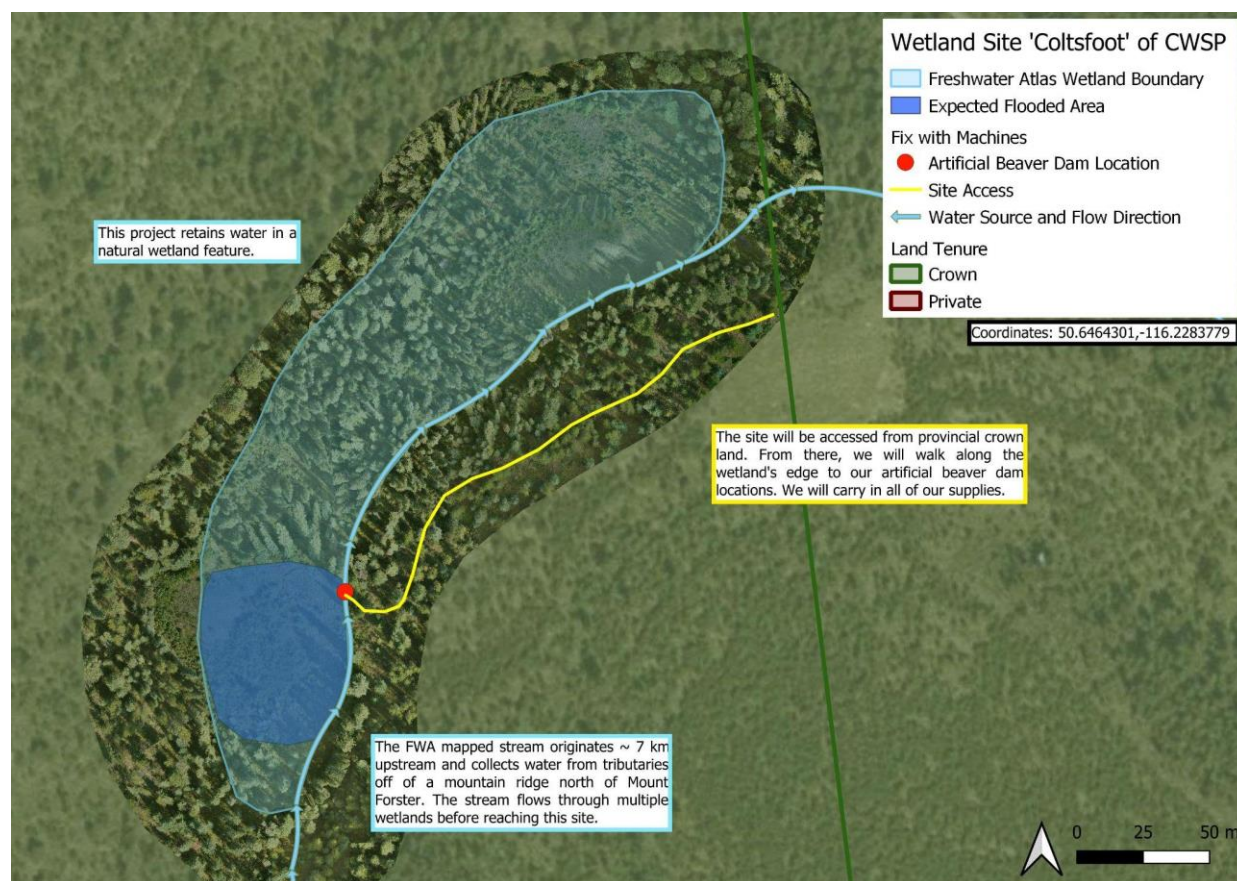 Wetland Site 'Coltsfoot' of CWSP
Freshwater Atlas Wetland Boundary
Expected Flooded Area
Fix with Machines
Artificial Beaver Dam Location
Site Access
Water Source and Flow Direction
Land Tenure
Crown
Private
Coordinates: 50.6464301,-116.2283779
This project retains water in a
natural wetland feature.
The site will be accessed from provincial crown
land. From there, we will walk along the
wetland's edge to our artificial beaver dam
locations. We will carry in all of our supplies.
The FWA mapped stream originates ~ 7 km
upstream and collects water from tributaries
off of a mountain ridge north of Mount
Forster. The stream flows through multiple
wetlands before reaching this site.
0 25 50 m